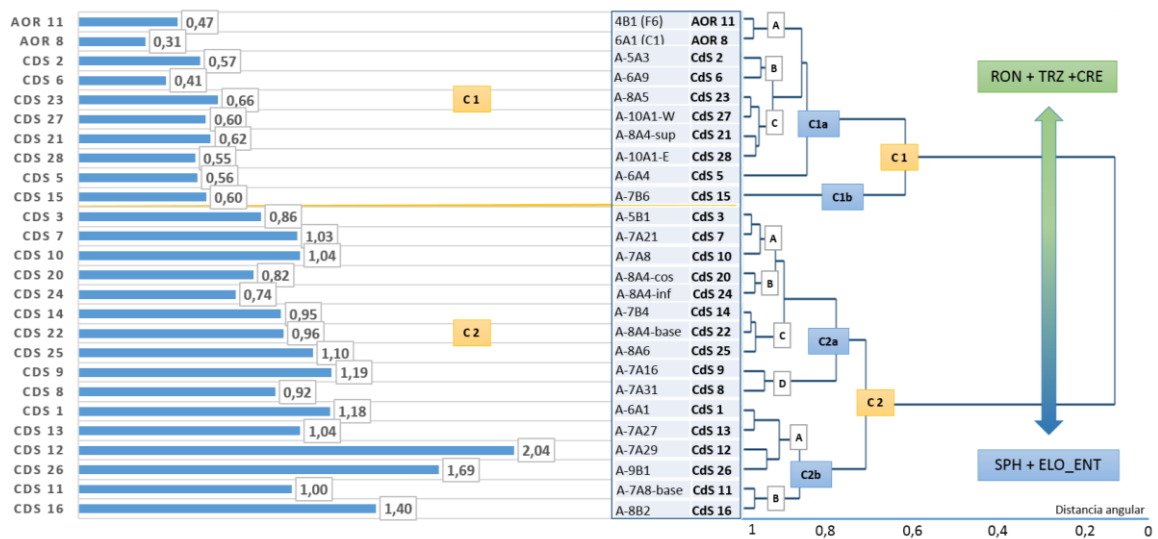 AOR 11 0,47 4B1 (F6) AOR 11 A
AOR 8 0,31 6A1 (C1) AOR 8
CDS 2 0,57 A-5A3 CdS 2 B RON + TRZ +CRE
CDS 6 0,41 A-6A9 CdS 6
CDS 23 0,66 C 1 A-8A5 CdS 23
CDS 27 0,60 A-10A1-W CdS 27 C C1a
CDS 21 0,62 A-8A4-sup CdS 21
CDS 28 0,55 A-10A1-E CdS 28 C 1
CDS 5 0,56 A-6A4 CdS 5
CDS 15 0,60 A-7B6 CdS 15 C1b
CDS 3 0,86 A-5B1 CdS 3
CDS 7 1,03 A-7A21 CdS 7 A
CDS 10 1,04 A-7A8 CdS 10
CDS 20 0,82 A-8A4-cos CdS 20 B
CDS 24 0,74 A-8A4-inf CdS 24
CDS 14 0,95 A-7B4 CdS 14
CDS 22 0,96 C 2 A-8A4-base CdS 22 C C2a
CDS 25 1,10 A-8A6 CdS 25
CDS 9 1,19 A-7A16 CdS 9 D
CDS 8 0,92 A-7A31 CdS 8
CDS 1 1,18 A-6A1 CdS 1 C 2
CDS 13 1,04 A-7A27 CdS 13 A
CDS 12 2,04 A-7A29 CdS 12
CDS 26 1,69 A-9B1 CdS 26 C2b SPH + ELO_ENT
CDS 11 1,00 A-7A8-base CdS 11 B
CDS 16 1,40 A-8B2 CdS 16 Distancia angular
1 0,8 0,6 0,4 0,2 0